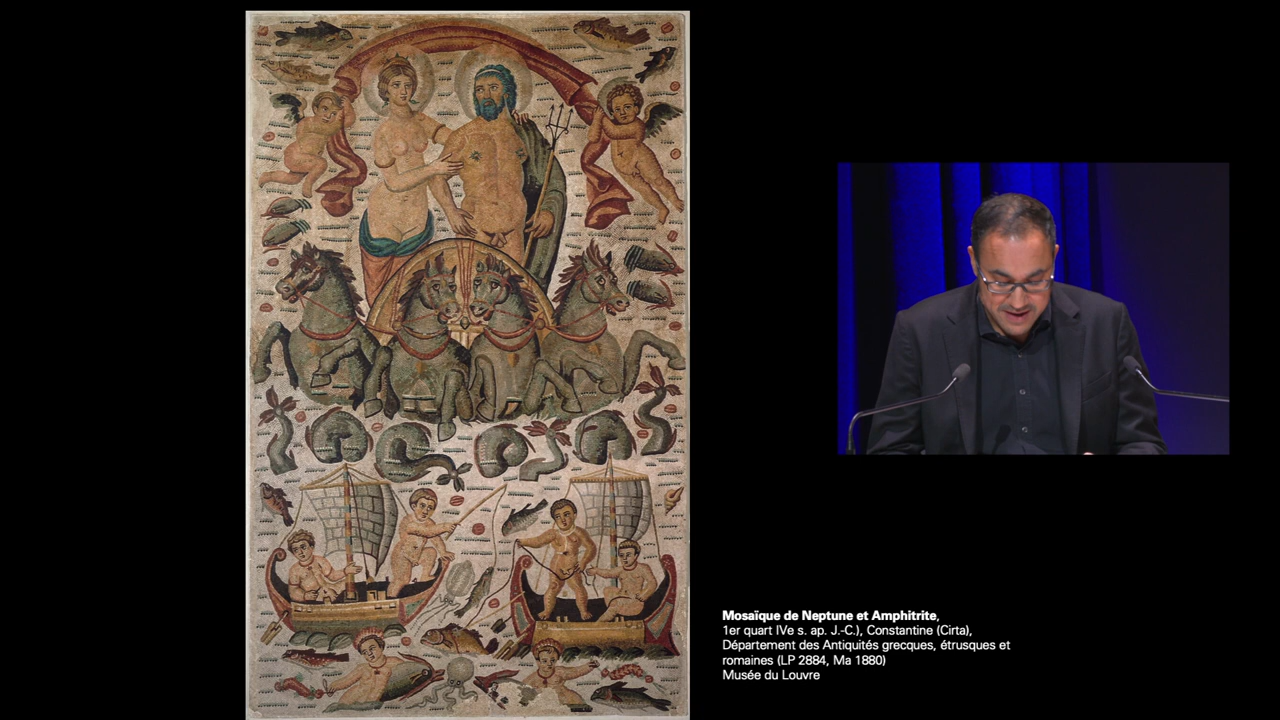 Mosaïque de Neptune et Amphitrite,
1er quart IVe s. ap. J.-C.), Constantine (Cirta),
Département des Antiquités grecques, étrusques et
romaines (LP 2884, Ma 1880)
Musée du Louvre